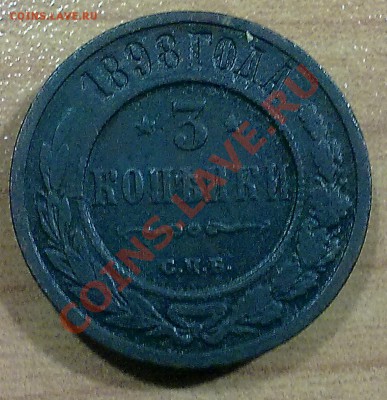 COINS.LAVE.RU
1898 ГОДА
* 3 *
КОПѢЙКИ
С.П.Б.
COINS.LAVE.RU